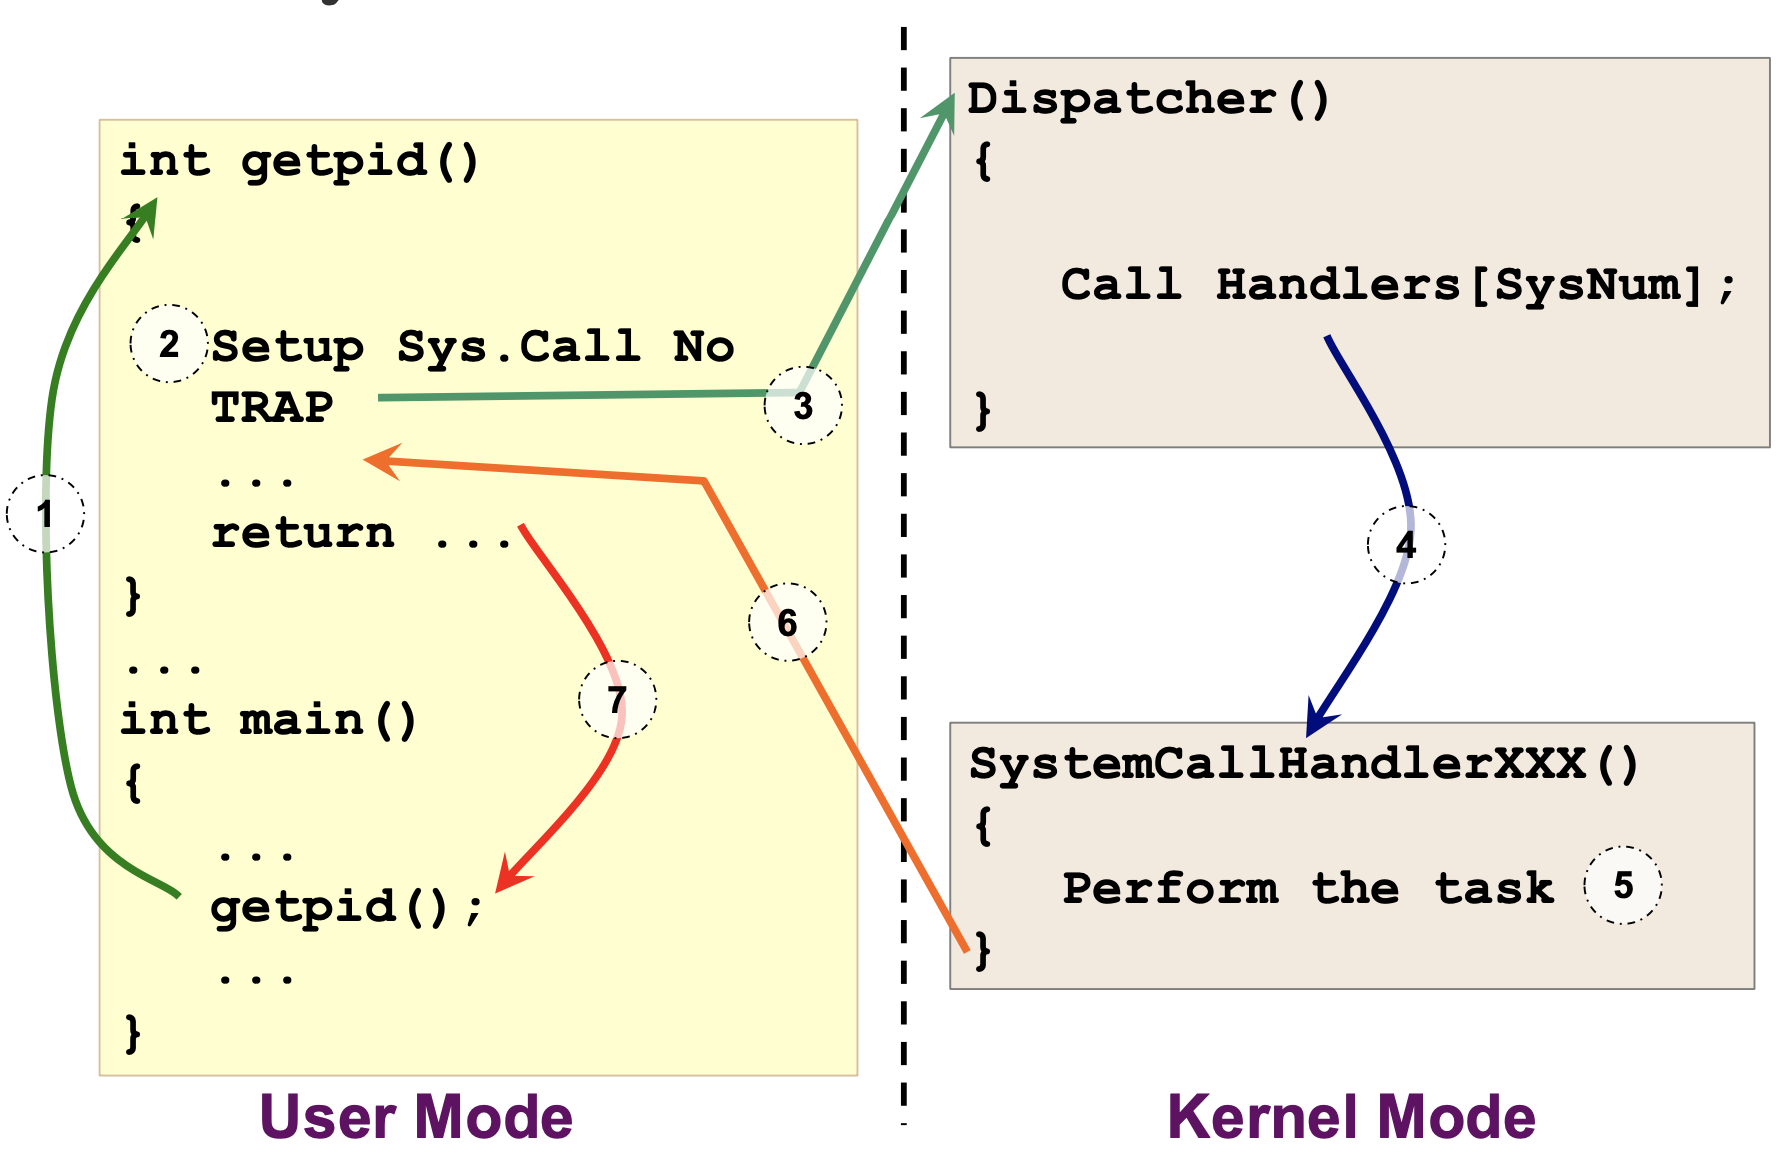 int getpid()
{
2 Setup Sys.Call No
TRAP
3
...
return ...
}
...
int main()
{
...
getpid();
...
}
1
6
7
User Mode
Dispatcher()
{
Call Handlers[SysNum];
}
4
SystemCallHandlerXXX()
{
Perform the task 5
}
Kernel Mode